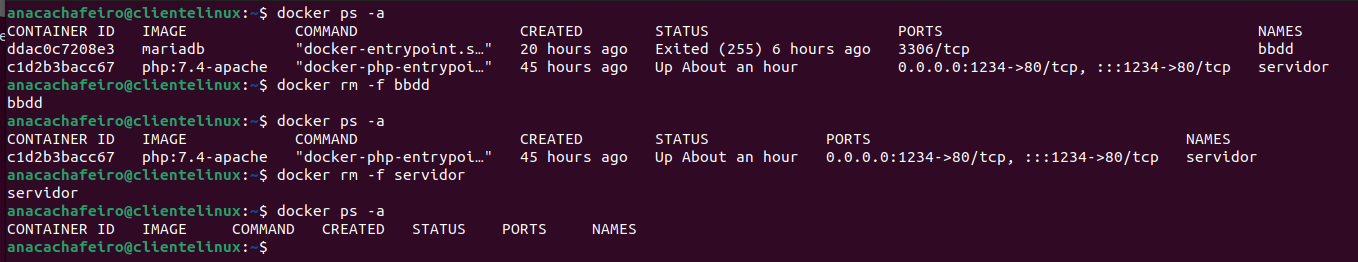 anacachafeiro@clientelinux:~$ docker ps -a
CONTAINER ID   IMAGE            COMMAND                  CREATED        STATUS                     PORTS                                   NAMES
ddac0c7208e3   mariadb          "docker-entrypoint.s…"   20 hours ago   Exited (255) 6 hours ago   3306/tcp                                bbdd
c1d2b3bacc67   php:7.4-apache   "docker-php-entrypoi…"   45 hours ago   Up About an hour           0.0.0.0:1234->80/tcp, :::1234->80/tcp   servidor
anacachafeiro@clientelinux:~$ docker rm -f bbdd
bbdd
anacachafeiro@clientelinux:~$ docker ps -a
CONTAINER ID   IMAGE            COMMAND                  CREATED        STATUS             PORTS                                   NAMES
c1d2b3bacc67   php:7.4-apache   "docker-php-entrypoi…"   45 hours ago   Up About an hour   0.0.0.0:1234->80/tcp, :::1234->80/tcp   servidor
anacachafeiro@clientelinux:~$ docker rm -f servidor
servidor
anacachafeiro@clientelinux:~$ docker ps -a
CONTAINER ID   IMAGE     COMMAND   CREATED   STATUS    PORTS     NAMES
anacachafeiro@clientelinux:~$